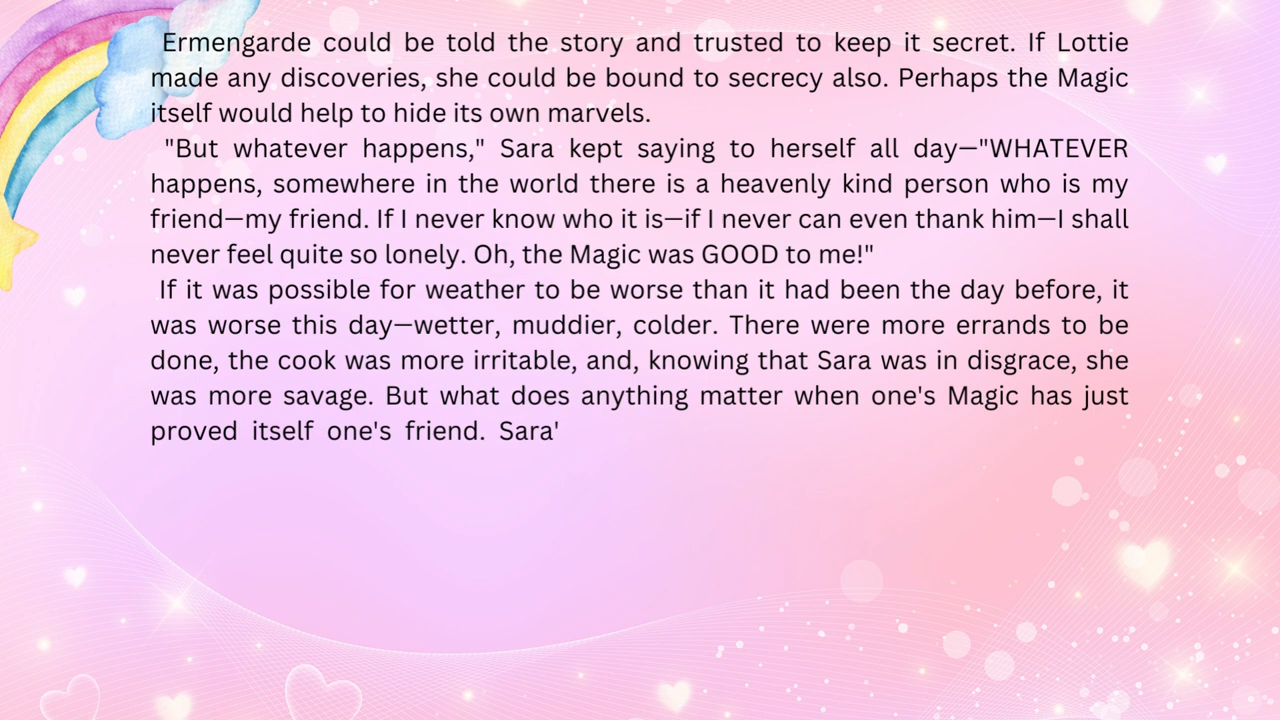 Ermengarde could be told the story and trusted to keep it secret. If Lottie
made any discoveries, she could be bound to secrecy also. Perhaps the Magic
itself would help to hide its own marvels.
"But whatever happens," Sara kept saying to herself all day—"WHATEVER
happens, somewhere in the world there is a heavenly kind person who is my
friend—my friend. If I never know who it is—if I never can even thank him—I shall
never feel quite so lonely. Oh, the Magic was GOOD to me!"
If it was possible for weather to be worse than it had been the day before, it
was worse this day—wetter, muddier, colder. There were more errands to be
done, the cook was more irritable, and, knowing that Sara was in disgrace, she
was more savage. But what does anything matter when one's Magic has just
proved itself one's friend. Sara'